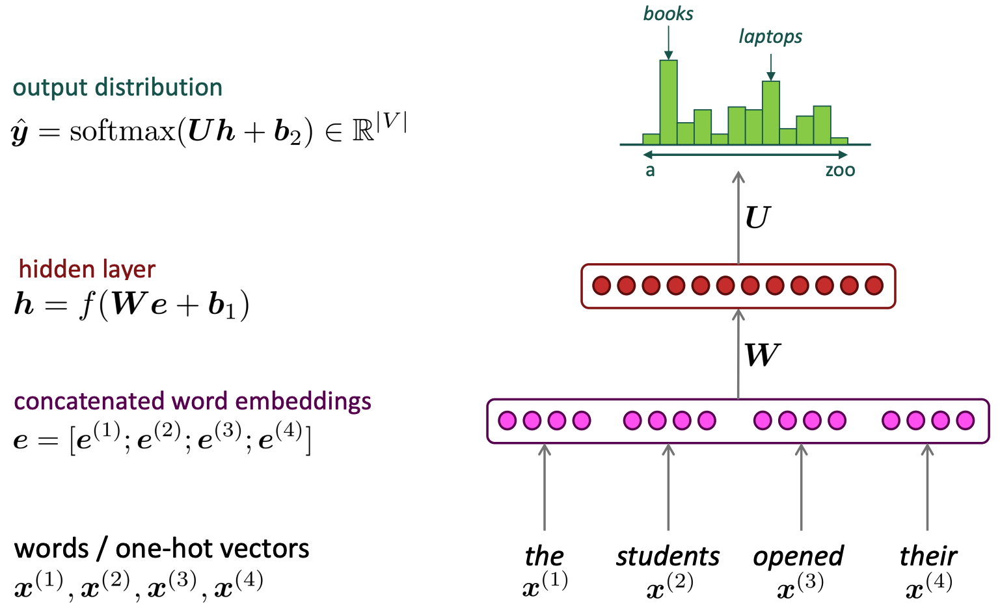 books
laptops
output distribution
ŷ = softmax(Uh + b₂) ∈ ℝ^|V|
a
zoo
U
hidden layer
h = f(We + b₁)
W
concatenated word embeddings
e = [e⁽¹⁾; e⁽²⁾; e⁽³⁾; e⁽⁴⁾]
words / one-hot vectors
x⁽¹⁾, x⁽²⁾, x⁽³⁾, x⁽⁴⁾
the students opened their
x⁽¹⁾ x⁽²⁾ x⁽³⁾ x⁽⁴⁾